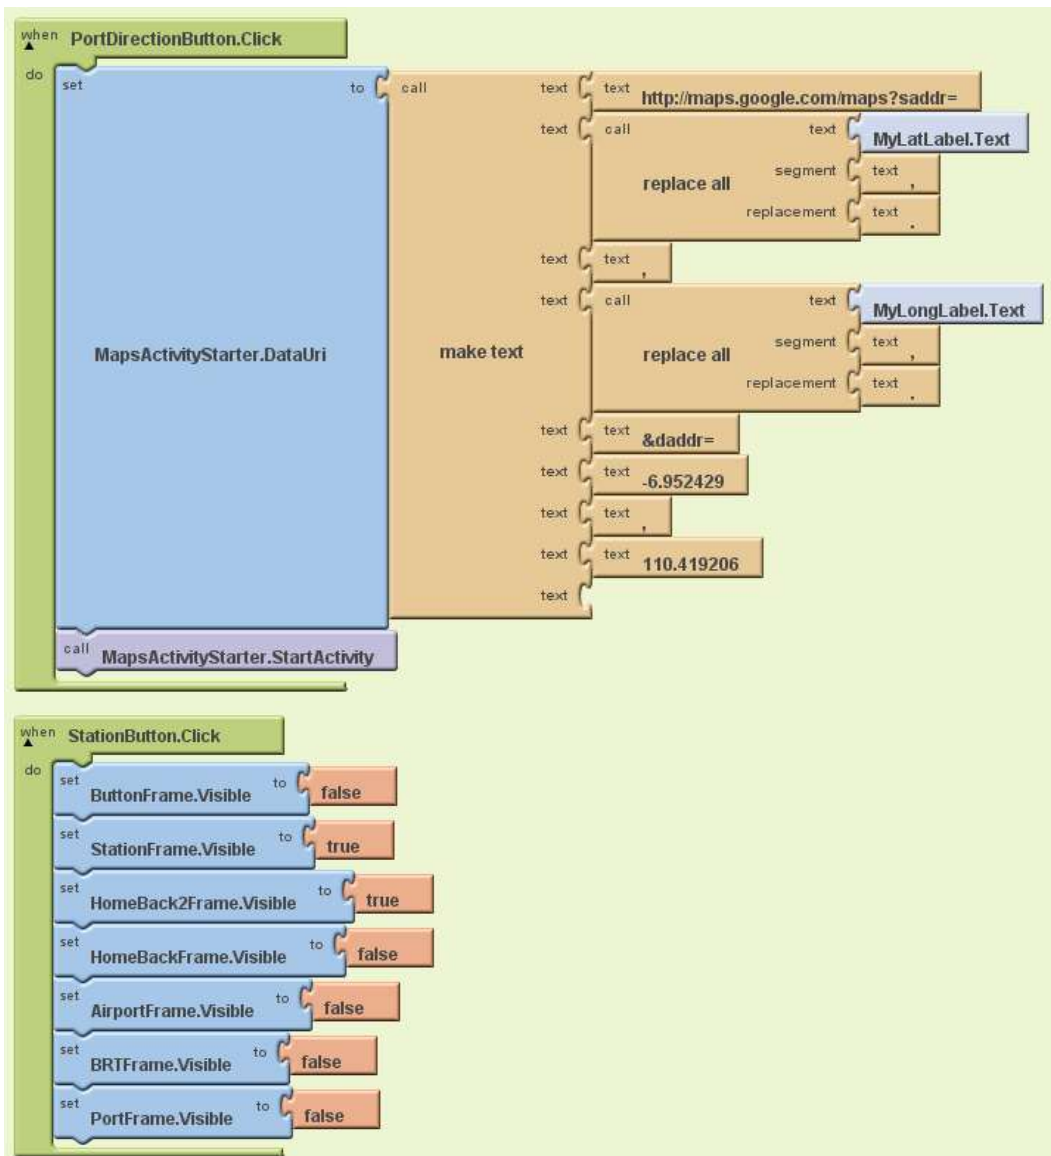 when PortDirectionButton.Click
do set to call text text http://maps.google.com/maps?saddr=
text call text MyLatLabel.Text
replace all segment text ,
replacement text .
text text ,
text call text MyLongLabel.Text
MapsActivityStarter.DataUri make text replace all segment text ,
replacement text .
text text &daddr=
text text -6.952429
text text ,
text text 110.419206
text
call MapsActivityStarter.StartActivity
when StationButton.Click
do set ButtonFrame.Visible to false
set StationFrame.Visible to true
set HomeBack2Frame.Visible to true
set HomeBackFrame.Visible to false
set AirportFrame.Visible to false
set BRTFrame.Visible to false
set PortFrame.Visible to false